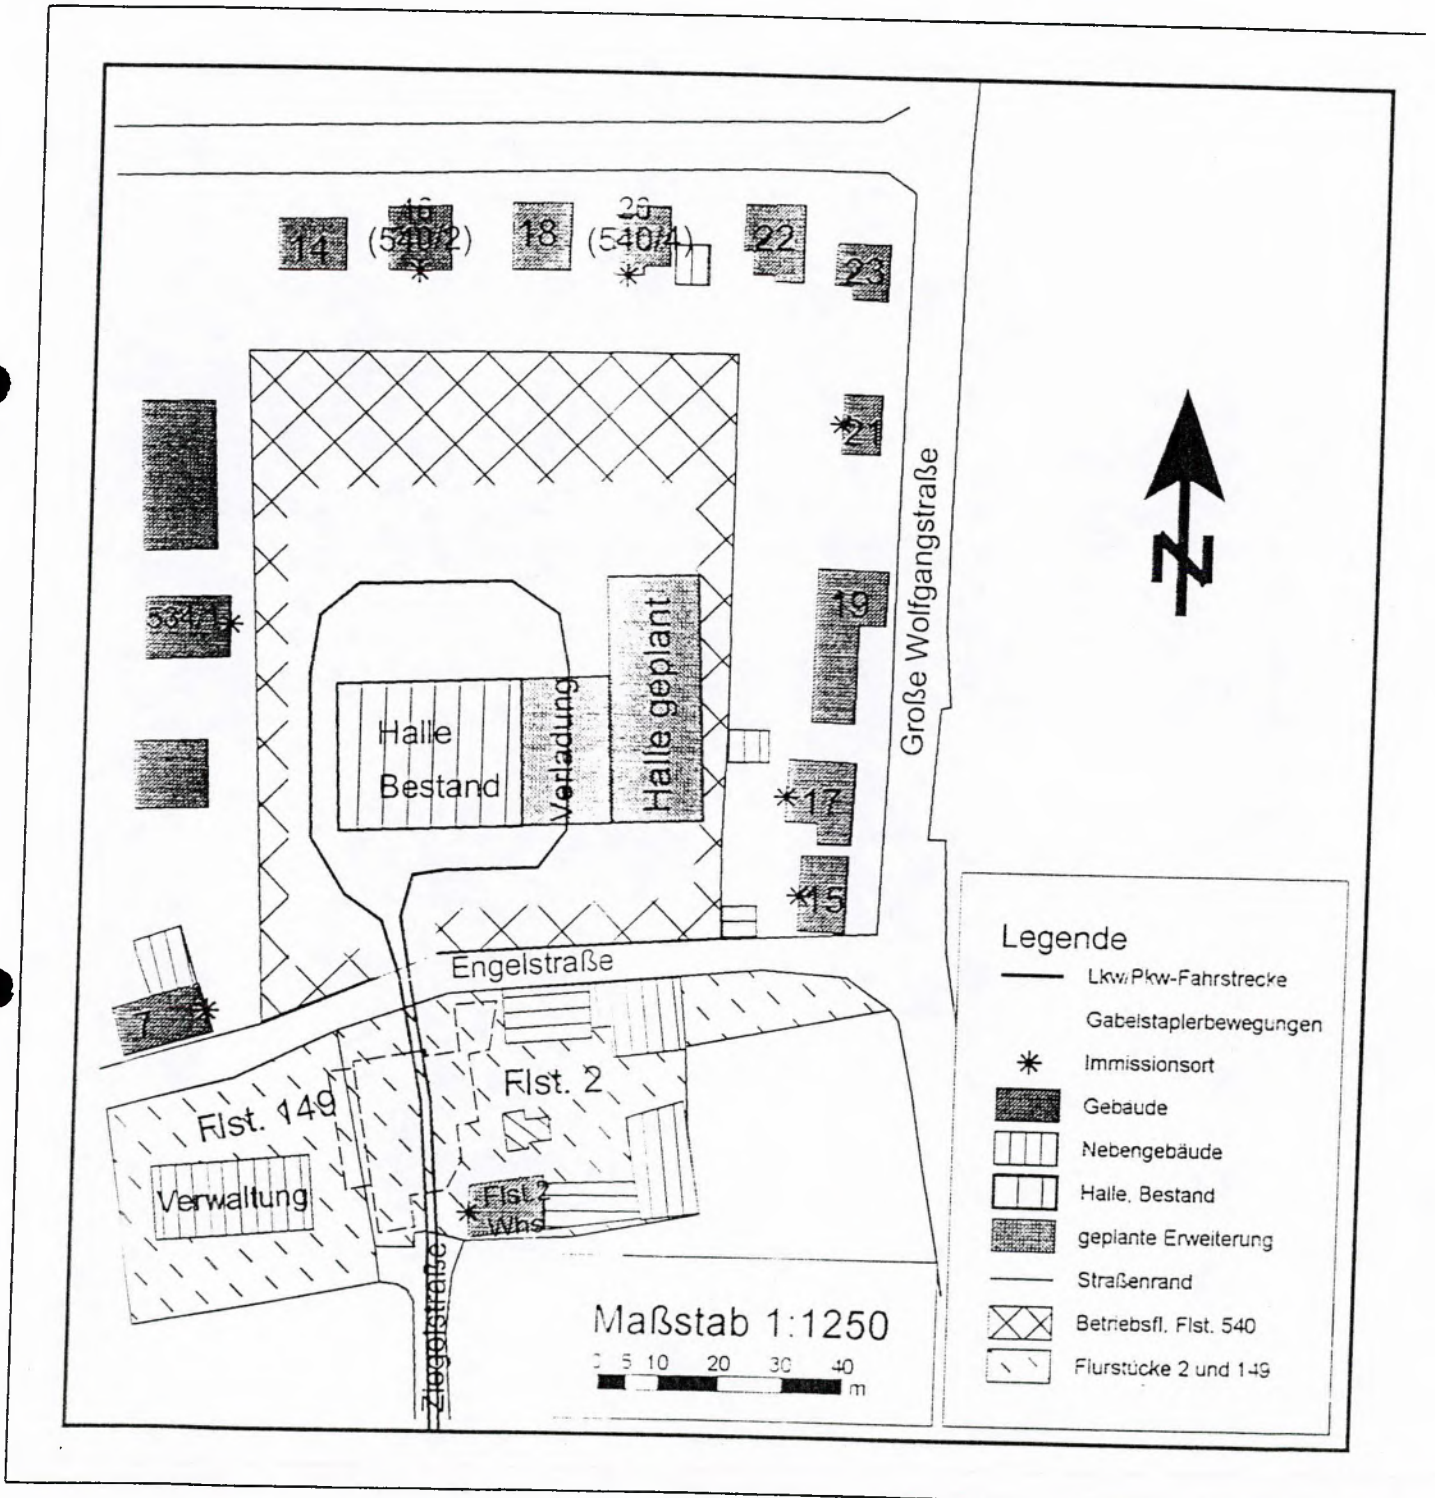 16
20
14
(540/2)
18
(540/4)
22
23
21
534/1
19
Große Wolfgangstraße
Halle geplant
Halle
Bestand
Verladung
17
15
Engelstraße
7
Flst. 149
Flst. 2
Verwaltung
Flst.2
Whs
Ziegelstraße
N
Maßstab 1:1250
0 5 10 20 30 40
m
Legende
Lkw/Pkw-Fahrstrecke
Gabelstaplerbewegungen
Immissionsort
Gebäude
Nebengebäude
Halle, Bestand
geplante Erweiterung
Straßenrand
Betriebsfl. Flst. 540
Flurstücke 2 und 149